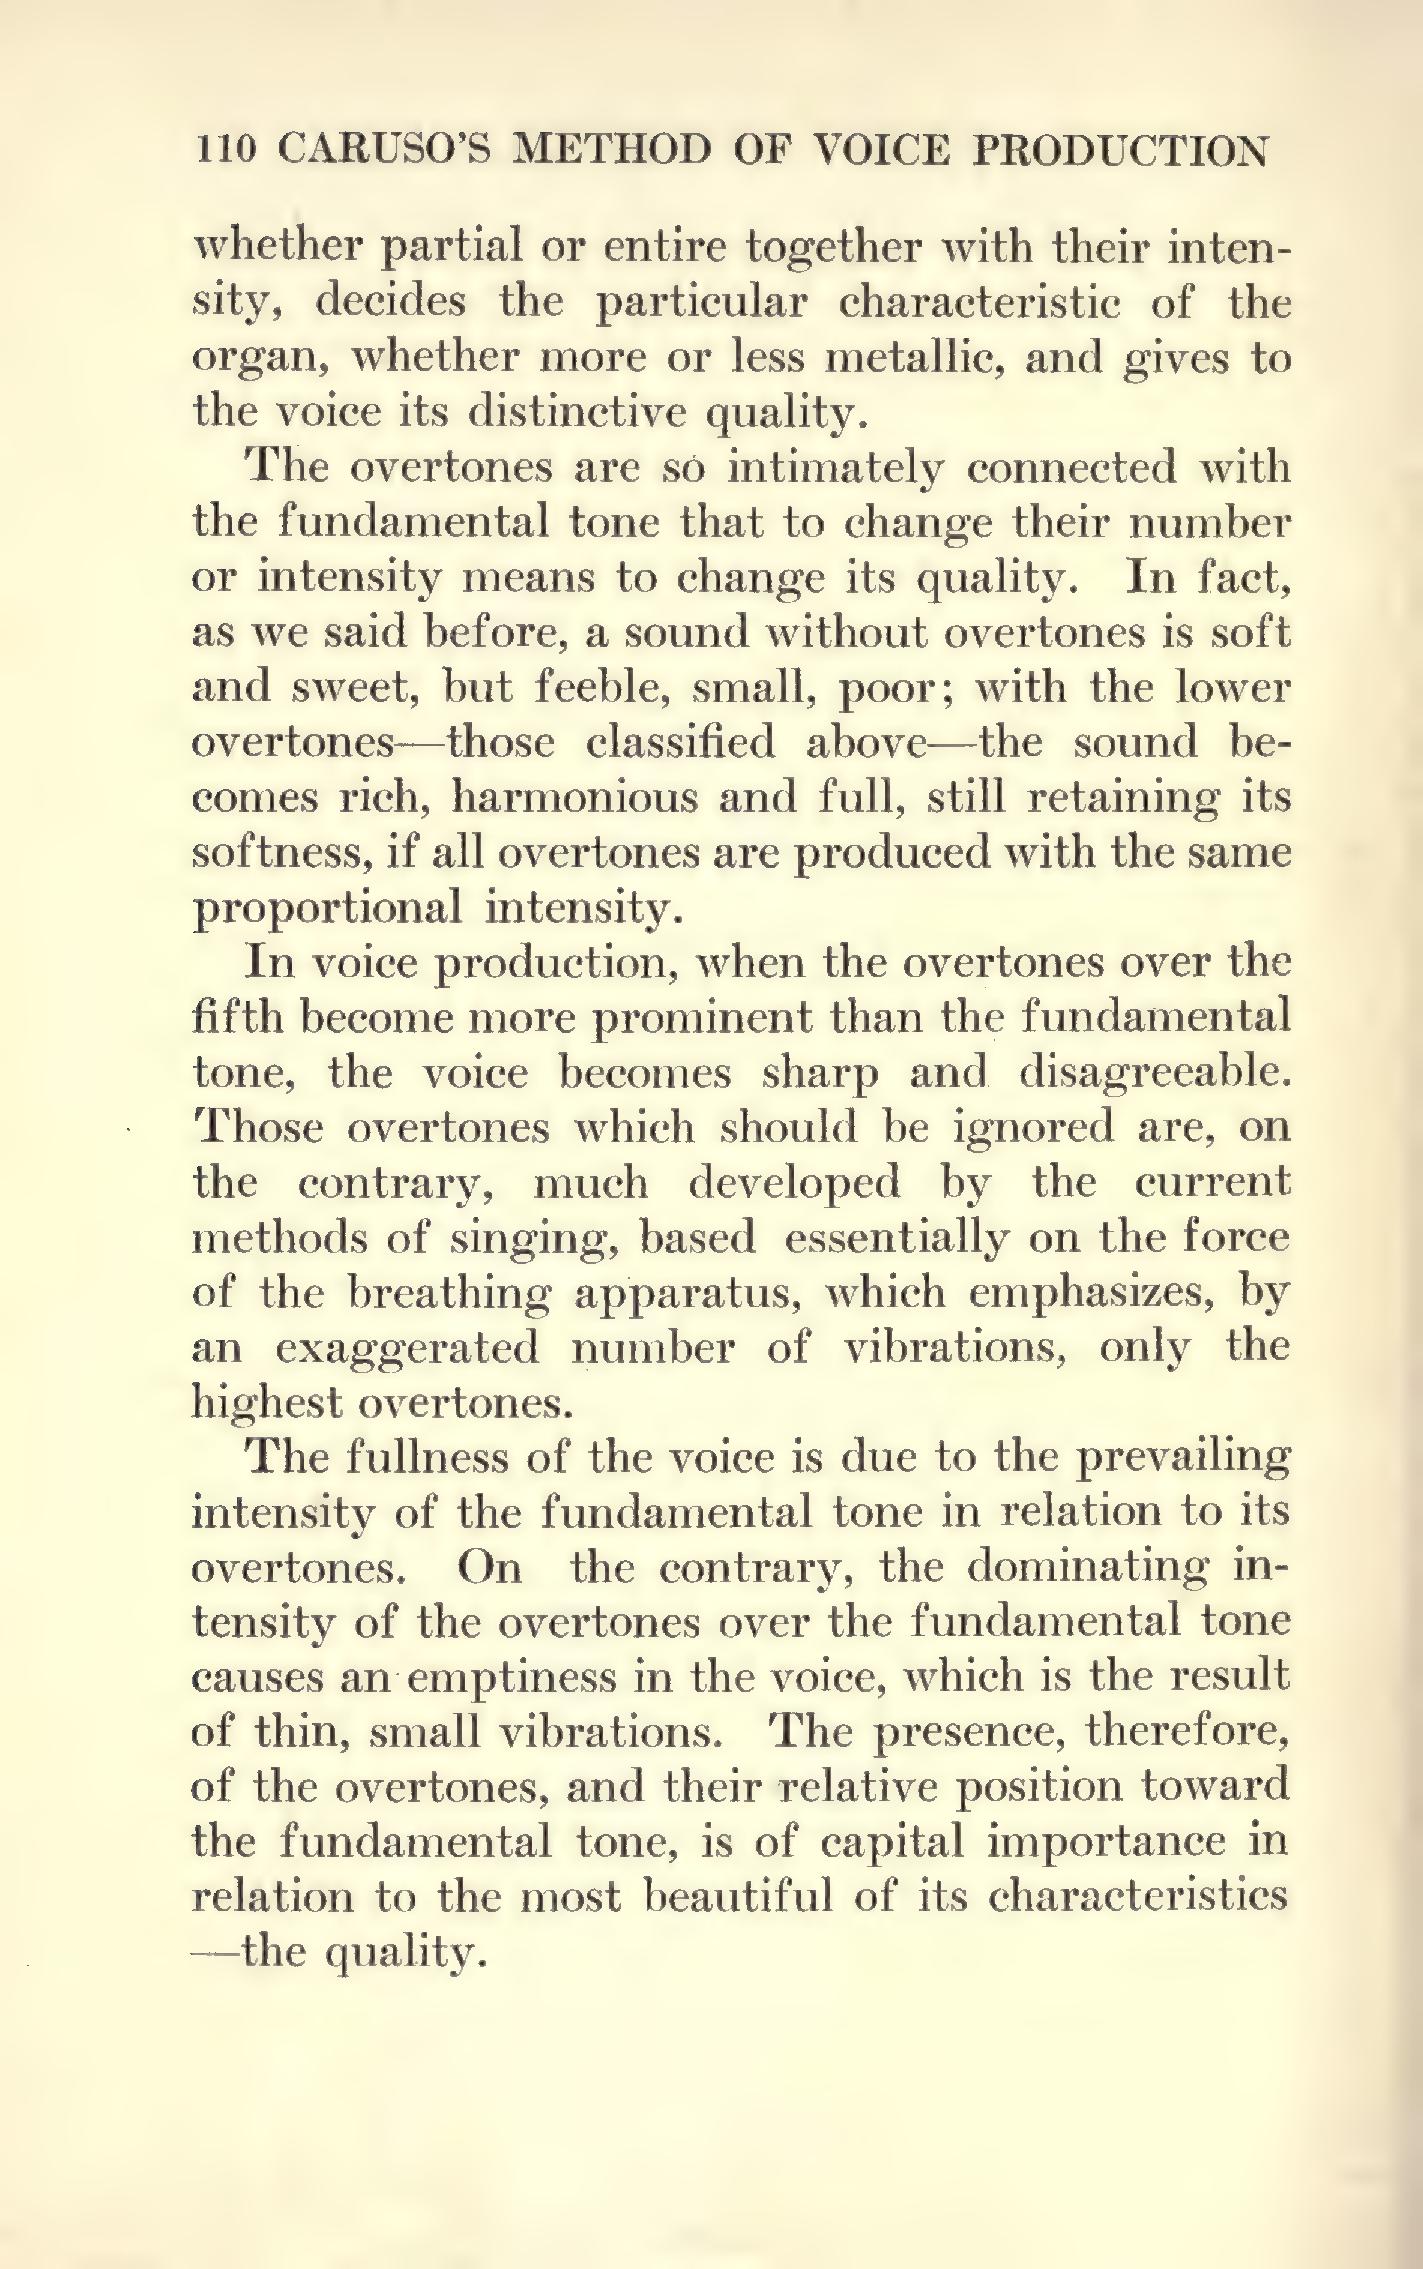 110 CARUSO'S METHOD OF VOICE PRODUCTION
whether partial or entire together with their inten-
sity, decides the particular characteristic of the
organ, whether more or less metallic, and gives to
the voice its distinctive quality.
The overtones are so intimately connected with
the fundamental tone that to change their number
or intensity means to change its quality. In fact,
as we said before, a sound without overtones is soft
and sweet, but feeble, small, poor; with the lower
overtones—those classified above—the sound be-
comes rich, harmonious and full, still retaining its
softness, if all overtones are produced with the same
proportional intensity.
In voice production, when the overtones over the
fifth become more prominent than the fundamental
tone, the voice becomes sharp and disagreeable.
Those overtones which should be ignored are, on
the contrary, much developed by the current
methods of singing, based essentially on the force
of the breathing apparatus, which emphasizes, by
an exaggerated number of vibrations, only the
highest overtones.
The fullness of the voice is due to the prevailing
intensity of the fundamental tone in relation to its
overtones. On the contrary, the dominating in-
tensity of the overtones over the fundamental tone
causes an emptiness in the voice, which is the result
of thin, small vibrations. The presence, therefore,
of the overtones, and their relative position toward
the fundamental tone, is of capital importance in
relation to the most beautiful of its characteristics
—the quality.